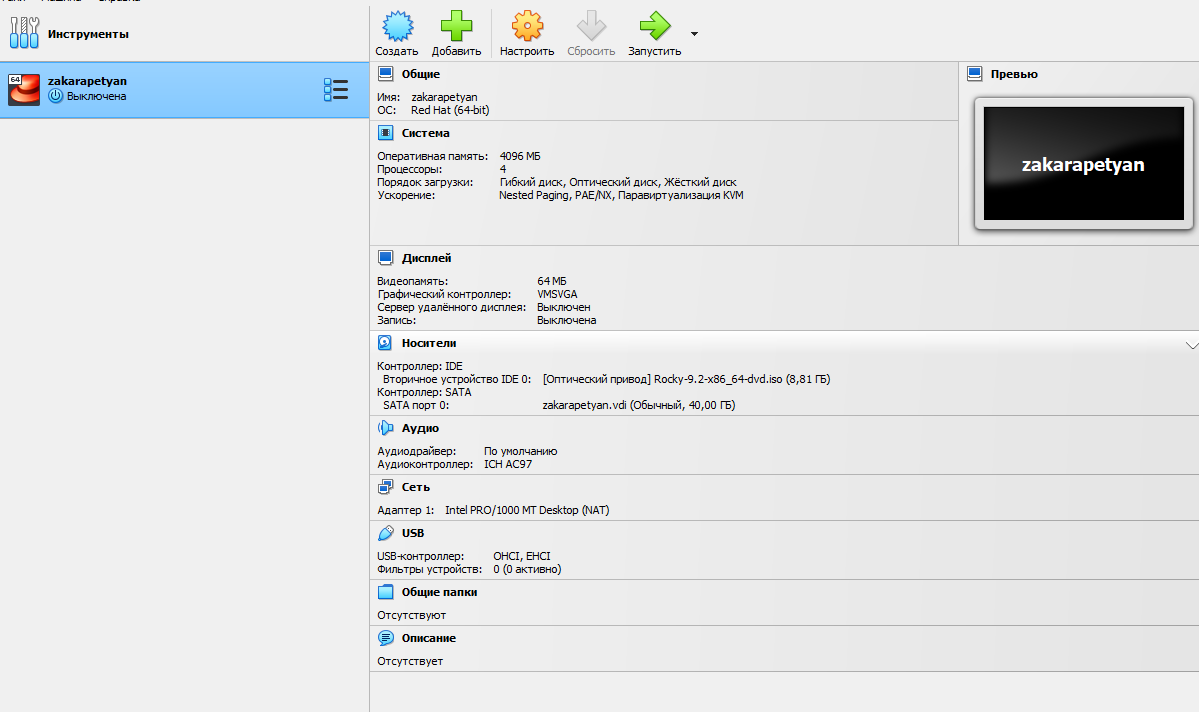 Инструменты
64
zakarapetyan
Выключена
Создать Добавить Настроить Сбросить Запустить
Общие
Имя: zakarapetyan
ОС: Red Hat (64-bit)
Система
Оперативная память: 4096 МБ
Процессоры: 4
Порядок загрузки: Гибкий диск, Оптический диск, Жёсткий диск
Ускорение: Nested Paging, PAE/NX, Паравиртуализация KVM
Превью
zakarapetyan
Дисплей
Видеопамять: 64 МБ
Графический контроллер: VMSVGA
Сервер удалённого дисплея: Выключен
Запись: Выключена
Носители
Контроллер: IDE
Вторичное устройство IDE 0: [Оптический привод] Rocky-9.2-x86_64-dvd.iso (8,81 ГБ)
Контроллер: SATA
SATA порт 0: zakarapetyan.vdi (Обычный, 40,00 ГБ)
Аудио
Аудиодрайвер: По умолчанию
Аудиоконтроллер: ICH AC97
Сеть
Адаптер 1: Intel PRO/1000 MT Desktop (NAT)
USB
USB-контроллер: OHCI, EHCI
Фильтры устройств: 0 (0 активно)
Общие папки
Отсутствуют
Описание
Отсутствует